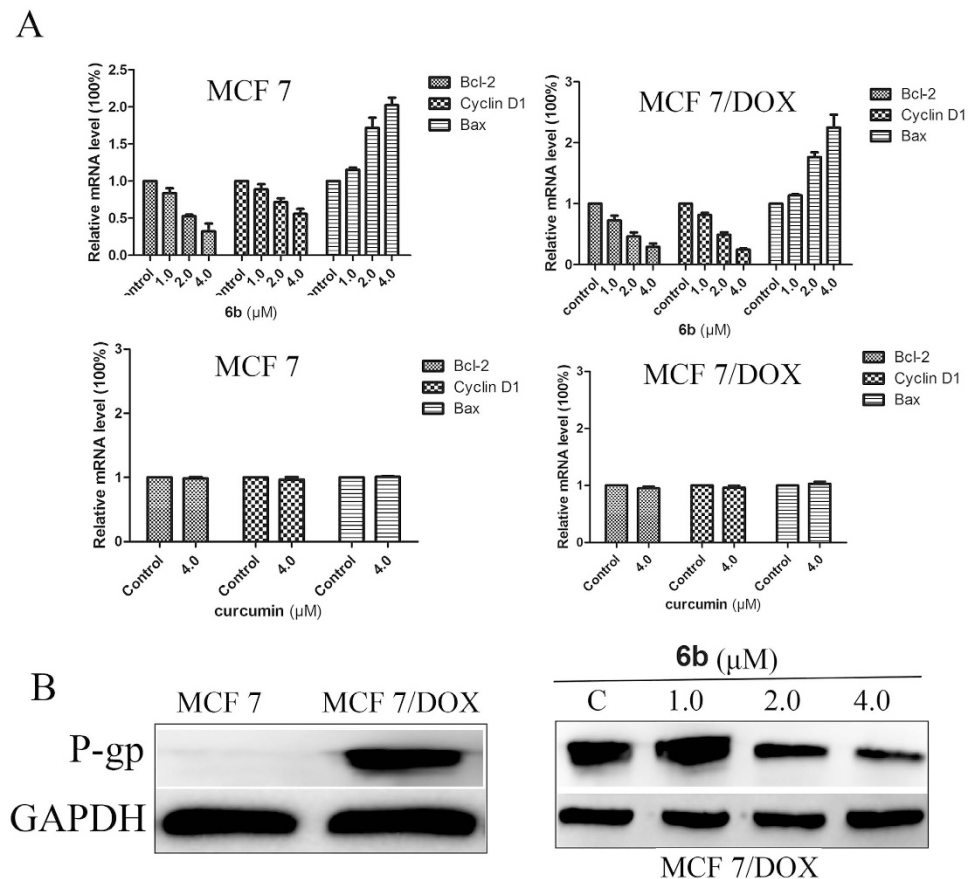 A
Relative mRNA level (100%)
2.5
2.0
1.5
1.0
0.5
0.0
MCF 7
Bcl-2
Cyclin D1
Bax
control
1.0
2.0
4.0
control
1.0
2.0
4.0
control
1.0
2.0
4.0
6b (µM)
Relative mRNA level (100%)
3
2
1
0
MCF 7/DOX
Bcl-2
Cyclin D1
Bax
control
1.0
2.0
4.0
control
1.0
2.0
4.0
control
1.0
2.0
4.0
6b (µM)
Relative mRNA level (100%)
3
2
1
0
MCF 7
Bcl-2
Cyclin D1
Bax
Control
4.0
Control
4.0
Control
4.0
curcumin (µM)
Relative mRNA level (100%)
3
2
1
0
MCF 7/DOX
Bcl-2
Cyclin D1
Bax
Control
4.0
Control
4.0
Control
4.0
curcumin (µM)
B
MCF 7 MCF 7/DOX
P-gp
GAPDH
6b (µM)
C 1.0 2.0 4.0
MCF 7/DOX